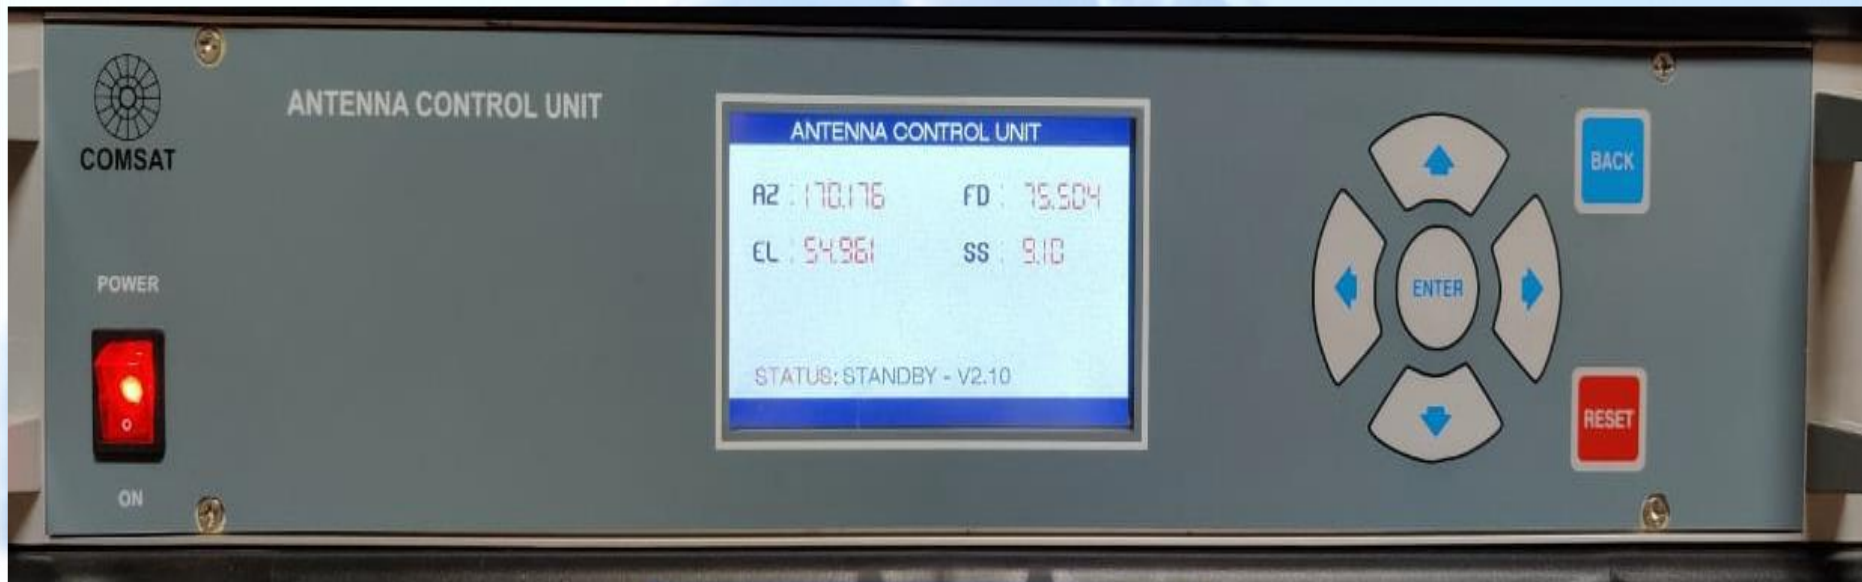 COMSAT
ANTENNA CONTROL UNIT
POWER
O
ON
ANTENNA CONTROL UNIT
AZ : 170.176 FD : 75.504
EL : 54.961 SS : 9.10
STATUS: STANDBY - V2.10
ENTER
BACK
RESET